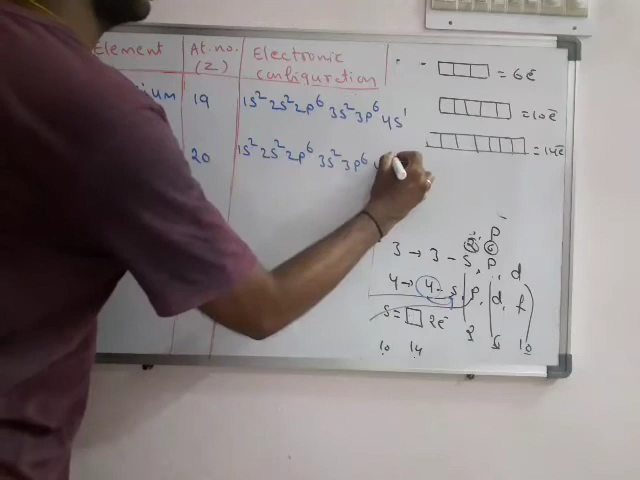 Element At. no. (Z) Electronic configuration
ium 19 1s² 2s² 2p⁶ 3s² 3p⁶ 4s¹
20 1s² 2s² 2p⁶ 3s² 3p⁶
= 6e̅
= 10e̅
= 14e̅
3 → 3 - s p
4 → 4 - s p d f
s = 2e̅
10 14